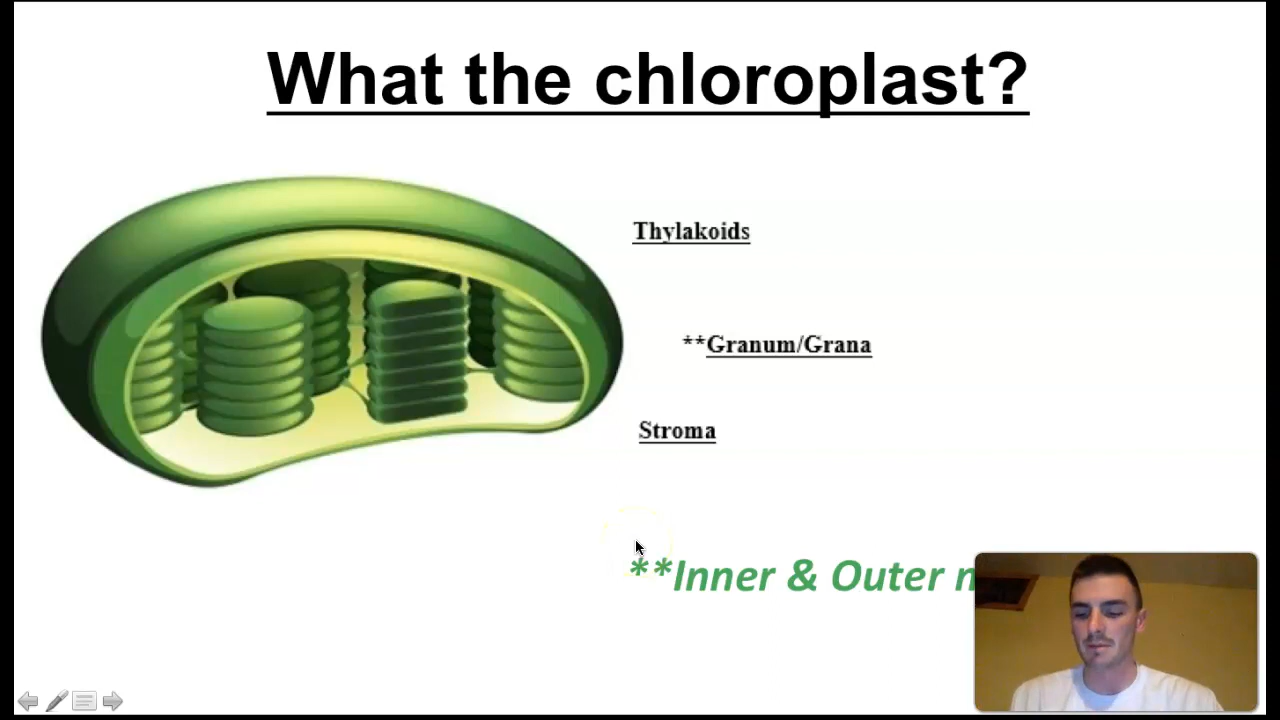 What the chloroplast?
Thylakoids
**Granum/Grana
Stroma
**Inner & Outer